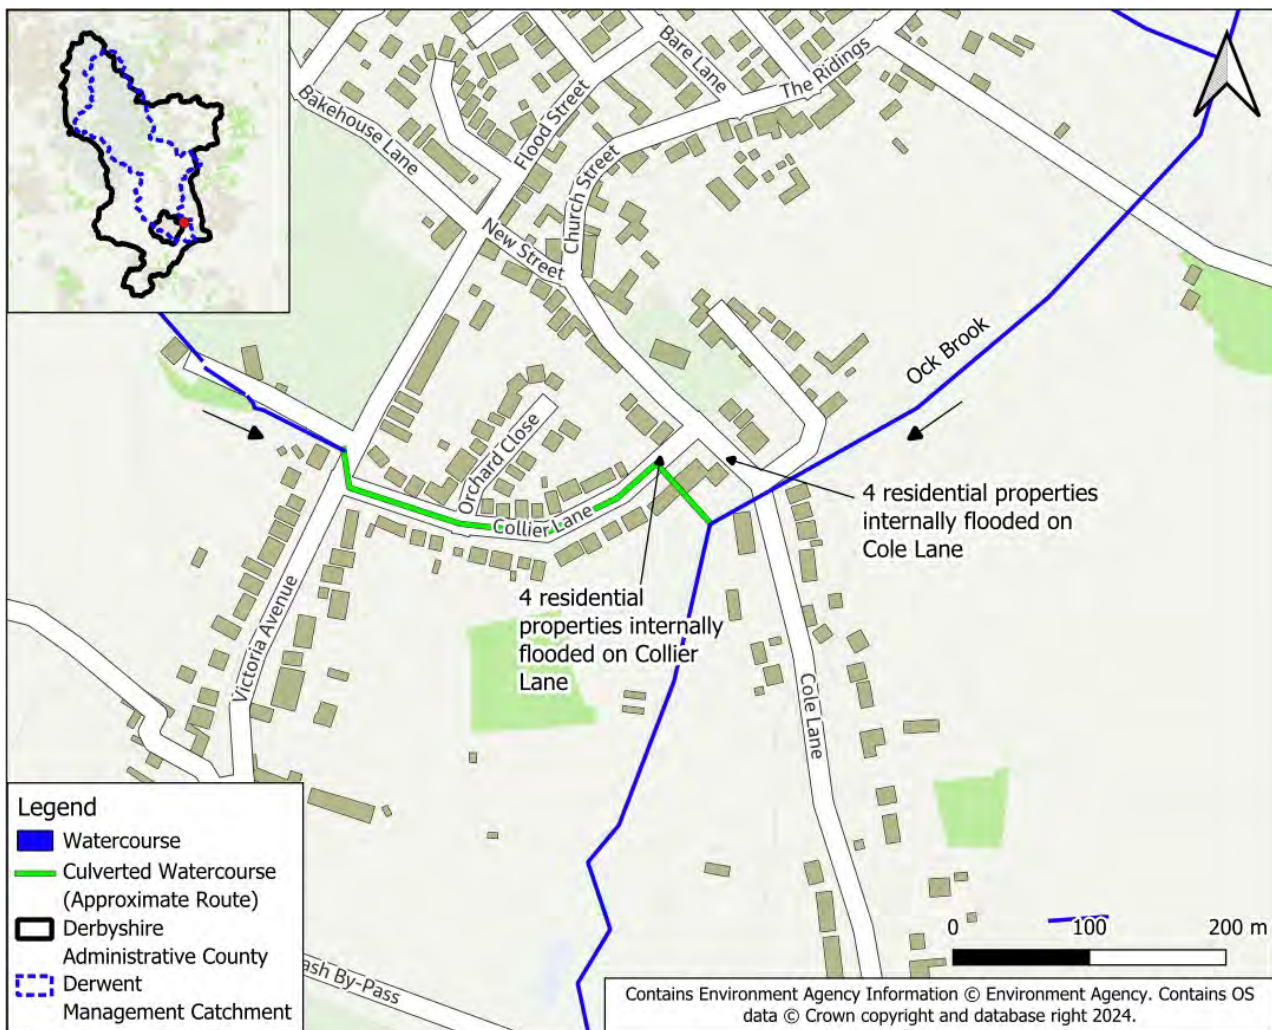 Bare Lane
The Ridings
Bakehouse Lane
Flood Street
Church Street
New Street
Ock Brook
Orchard Close
Collier Lane
4 residential properties
internally flooded on
Cole Lane
4 residential
properties internally
flooded on Collier
Lane
Victoria Avenue
Cole Lane
Legend
Watercourse
Culverted Watercourse
(Approximate Route)
Derbyshire
Administrative County
Derwent
Management Catchment
ash By-Pass
0 100 200 m
Contains Environment Agency Information © Environment Agency. Contains OS
data © Crown copyright and database right 2024.